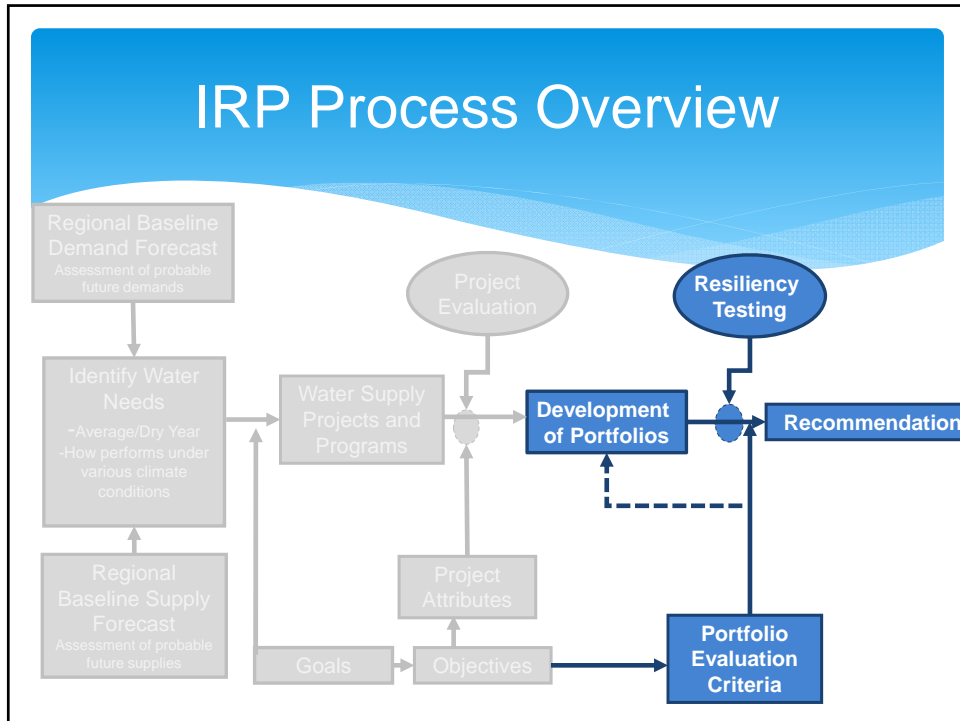 IRP Process Overview
Regional Baseline
Demand Forecast
Assessment of probable
future demands
Project
Evaluation
Resiliency
Testing
Identify Water
Needs
-Average/Dry Year
-How performs under
various climate
conditions
Water Supply
Projects and
Programs
Development
of Portfolios
Recommendation
Regional
Baseline Supply
Forecast
Assessment of probable
future supplies
Project
Attributes
Goals
Objectives
Portfolio
Evaluation
Criteria